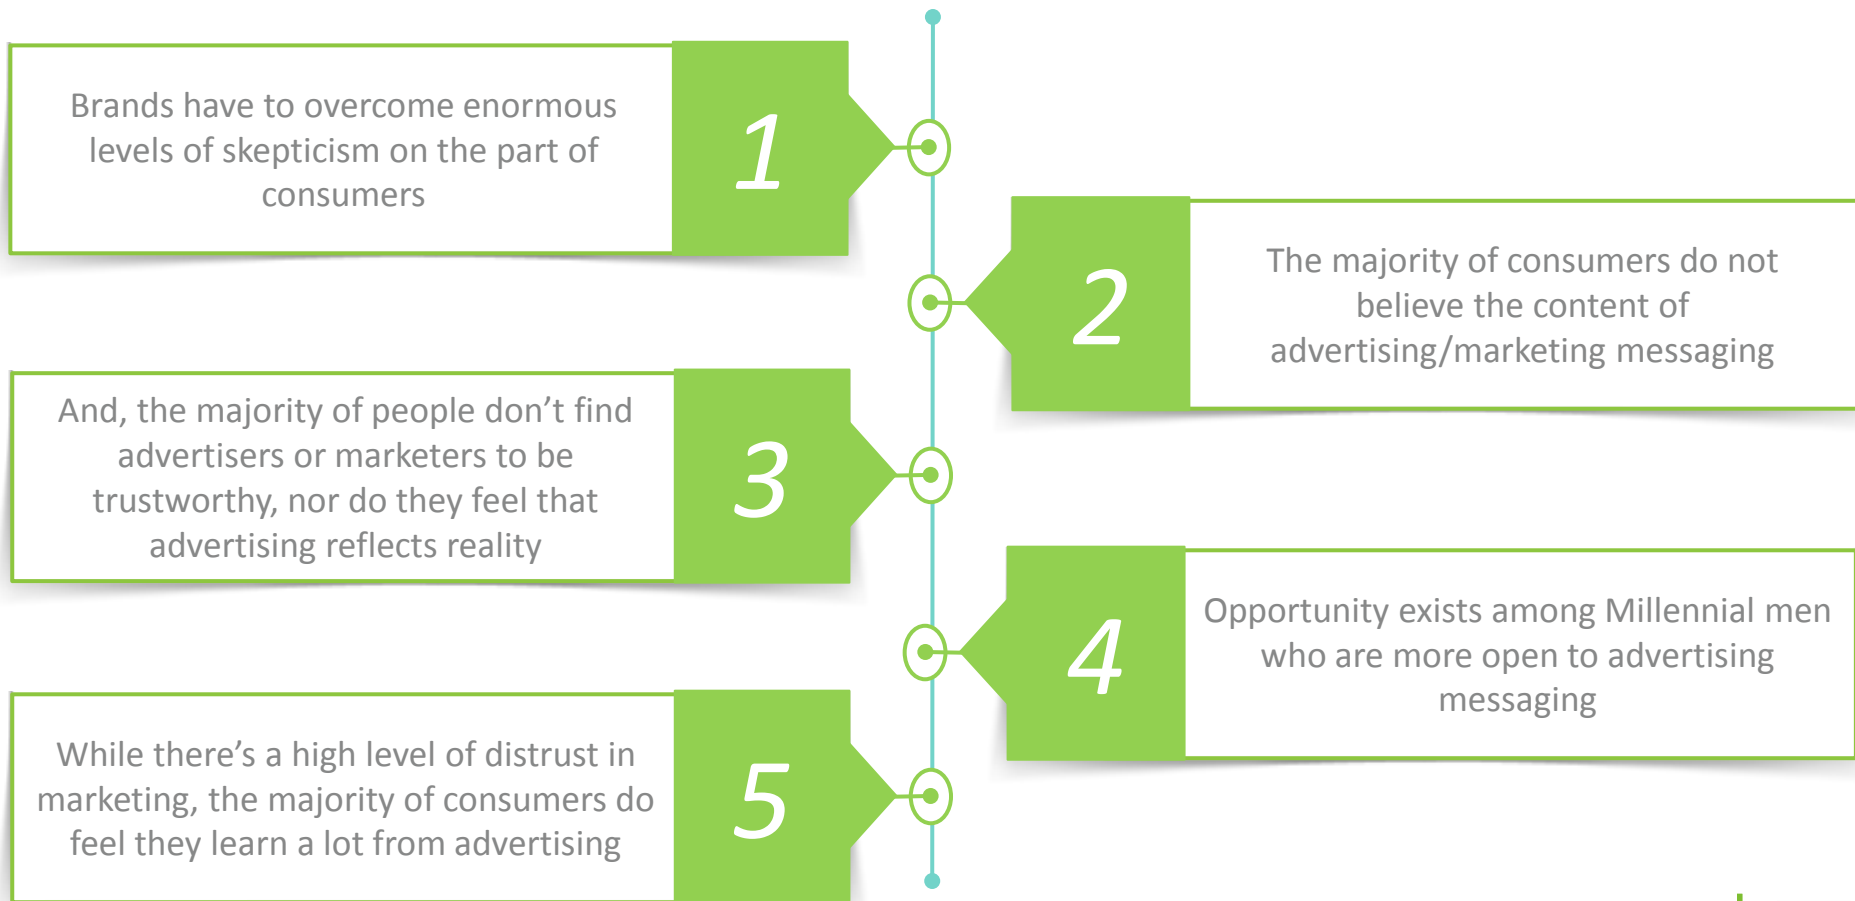 Brands have to overcome enormous
levels of skepticism on the part of
consumers
1
2
The majority of consumers do not
believe the content of
advertising/marketing messaging
And, the majority of people don’t find
advertisers or marketers to be
trustworthy, nor do they feel that
advertising reflects reality
3
4
Opportunity exists among Millennial men
who are more open to advertising
messaging
While there’s a high level of distrust in
marketing, the majority of consumers do
feel they learn a lot from advertising
5